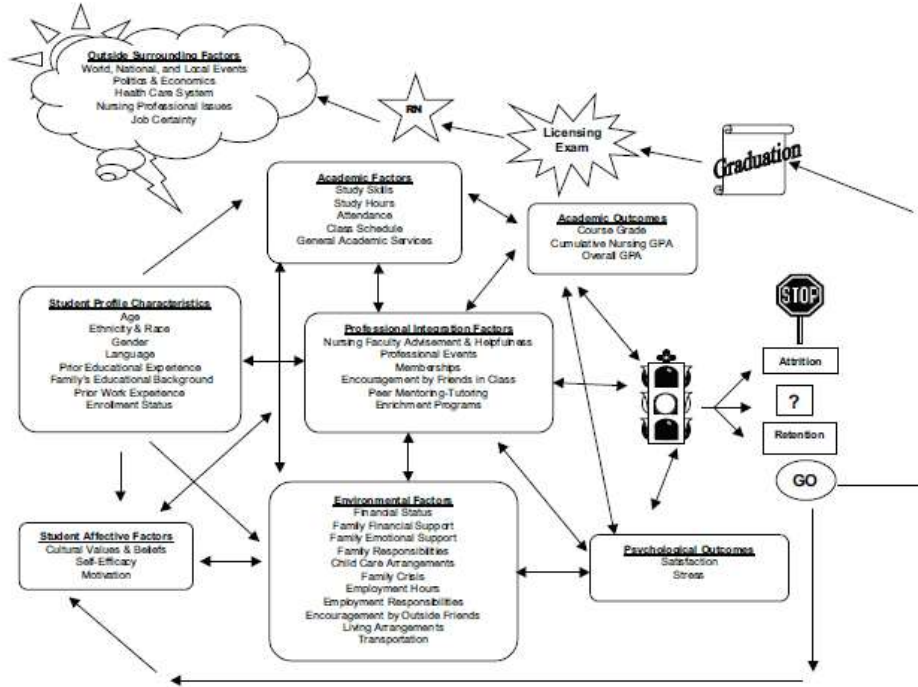 Outside Surrounding Factors
World, National, and Local Events
Politics & Economics
Health Care System
Nursing Professional Issues
Job Certainty
RN
Licensing
Exam
Graduation
Academic Factors
Study Skills
Study Hours
Attendance
Class Schedule
General Academic Services
Academic Outcomes
Course Grade
Cumulative Nursing GPA
Overall GPA
Student Profile Characteristics
Age
Ethnicity & Race
Gender
Language
Prior Educational Experience
Family's Educational Background
Prior Work Experience
Enrollment Status
Professional Integration Factors
Nursing Faculty Advisement & Helpfulness
Professional Events
Memberships
Encouragement by Friends in Class
Peer Mentoring-Tutoring
Enrichment Programs
STOP
Attrition
?
Retention
GO
Student Affective Factors
Cultural Values & Beliefs
Self-Efficacy
Motivation
Environmental Factors
Financial Status
Family Financial Support
Family Emotional Support
Family Responsibilities
Child Care Arrangements
Family Crisis
Employment Hours
Employment Responsibilities
Encouragement by Outside Friends
Living Arrangements
Transportation
Psychological Outcomes
Satisfaction
Stress